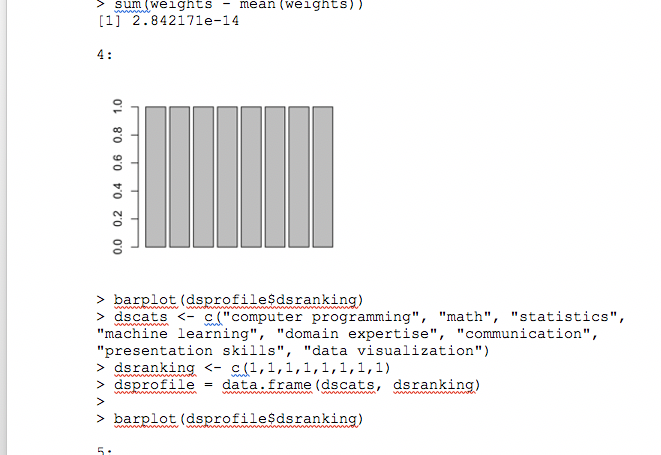 > sum(weights - mean(weights))
[1] 2.842171e-14
4:
1.0
0.8
0.6
0.4
0.2
0.0
> barplot(dsprofile$dsranking)
> dscats <- c("computer programming", "math", "statistics",
"machine learning", "domain expertise", "communication",
"presentation skills", "data visualization")
> dsranking <- c(1,1,1,1,1,1,1,1)
> dsprofile = data.frame(dscats, dsranking)
>
> barplot(dsprofile$dsranking)
5: